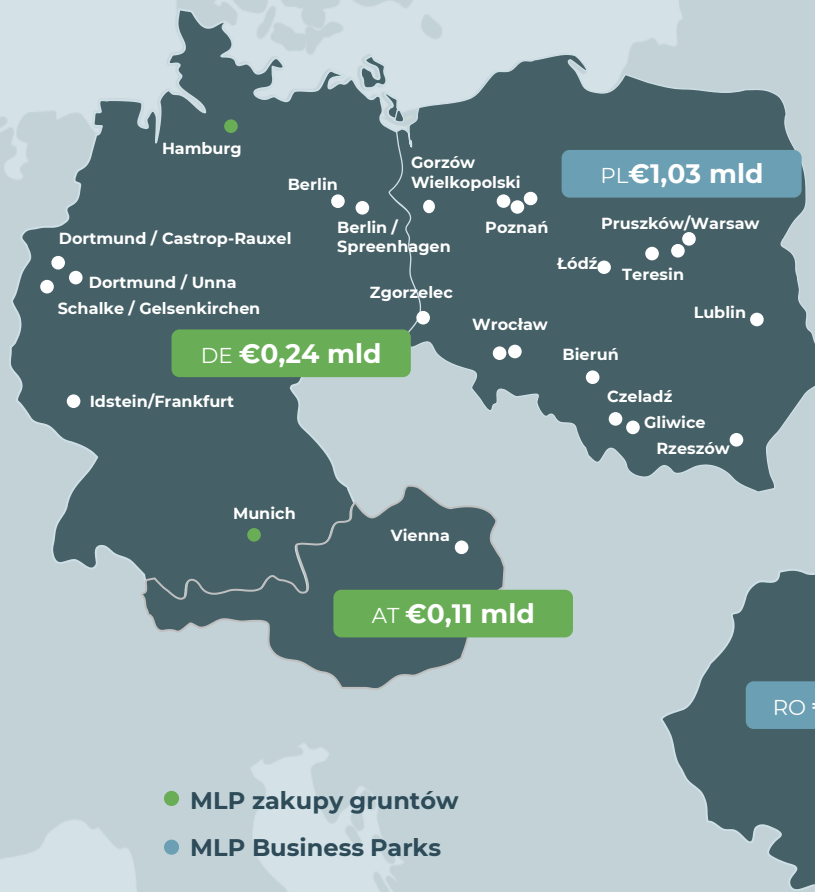 Hamburg
Berlin
Berlin /
Spreenhagen
Gorzów
Wielkopolski
Poznań
PL€1,03 mld
Pruszków/Warsaw
Łódź
Teresin
Dortmund / Castrop-Rauxel
Dortmund / Unna
Schalke / Gelsenkirchen
Zgorzelec
Lublin
Wrocław
DE €0,24 mld
Bieruń
Idstein/Frankfurt
Czeladź
Gliwice
Rzeszów
Munich
Vienna
AT €0,11 mld
RO
MLP zakupy gruntów
MLP Business Parks